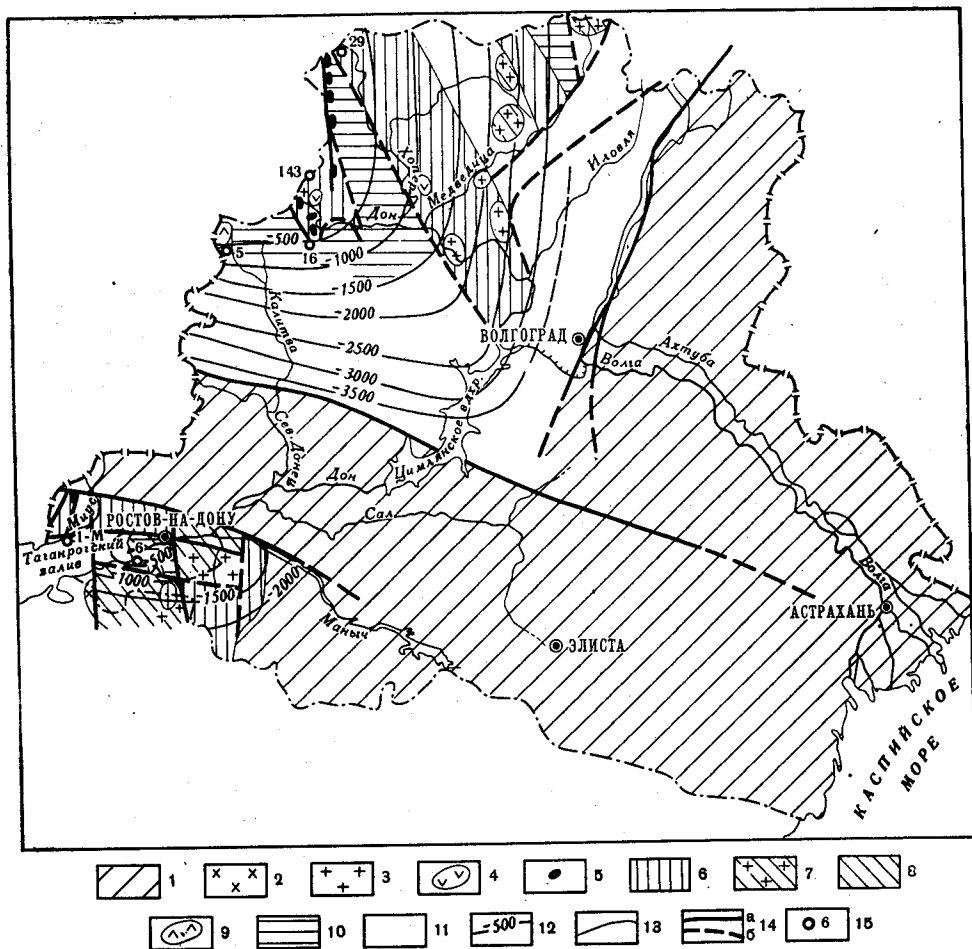 29
Хопер
Медведица
Иловля
143
Дон
-500
5
16
-1000
-1500
-2000
Калитва
ВОЛГОГРАД
Ахтуба
Волга
-2500
-3000
-3500
Цимлянское вдхр.
Сев. Донец
Дон
Сал
Миус
РОСТОВ-НА-ДОНУ
1-М
6
-500
Таганрогский
залив
-1000
-1500
-2000
Маныч
Волга
АСТРАХАНЬ
ЭЛИСТА
КАСПИЙСКОЕ
МОРЕ
1 2 3 4 5 6 7 8
9 10 11 -500 12 13 а б 14 6 15